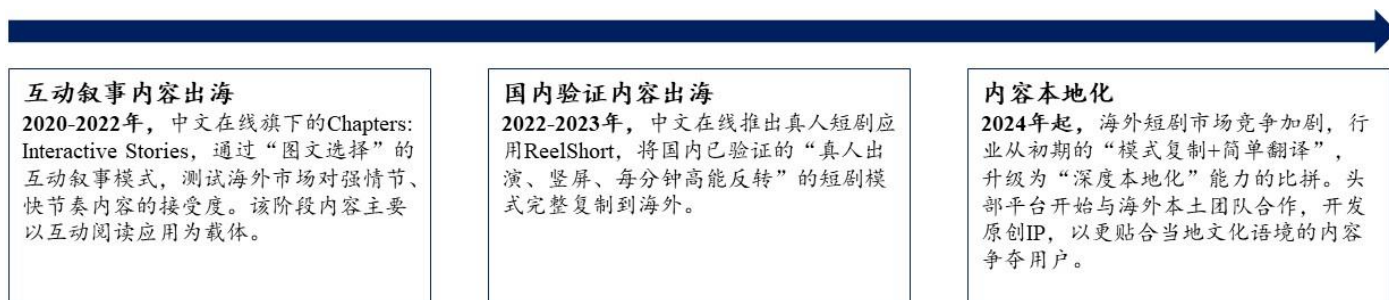 互动叙事内容出海
2020-2022年，中文在线旗下的Chapters:
Interactive Stories，通过“图文选择”的
互动叙事模式，测试海外市场对强情节、
快节奏内容的接受度。该阶段内容主要
以互动阅读应用为载体。
国内验证内容出海
2022-2023年，中文在线推出真人短剧应
用ReelShort，将国内已验证的“真人出
演、竖屏、每分钟高能反转”的短剧模
式完整复制到海外。
内容本地化
2024年起，海外短剧市场竞争加剧，行
业从初期的“模式复制+简单翻译”，
升级为“深度本地化”能力的比拼。头
部平台开始与海外本土团队合作，开发
原创IP，以更贴合当地文化语境的内容
争夺用户。